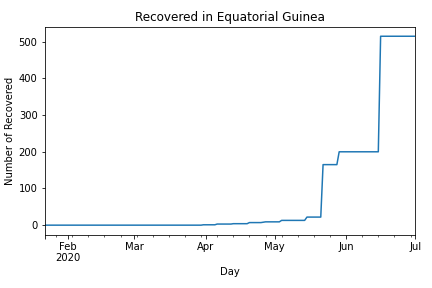 Recovered in Equatorial Guinea
500
400
300
200
100
0
Number of Recovered
Feb
2020
Mar
Apr
May
Jun
Jul
Day